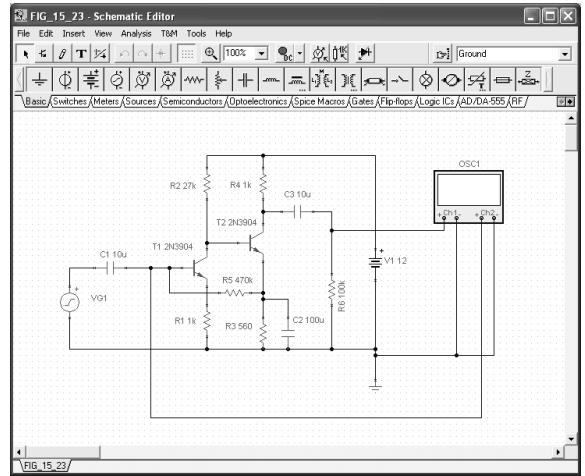 FIG_15_23 - Schematic Editor
File Edit Insert View Analysis T&M Tools Help
T 100% DC 1K Ground
Basic Switches Meters Sources Semiconductors Optoelectronics Spice Macros Gates Flip-flops Logic ICs AD/DA-555 RF
OSC1
R2 27k
R4 1k
C3 10u
+ Ch1 - + Ch2 -
T2 2N3904
T1 2N3904
C1 10u
+
V1 12
+
VG1
R5 470k
R6 100k
R1 1k
R3 560
C2 100u
FIG_15_23